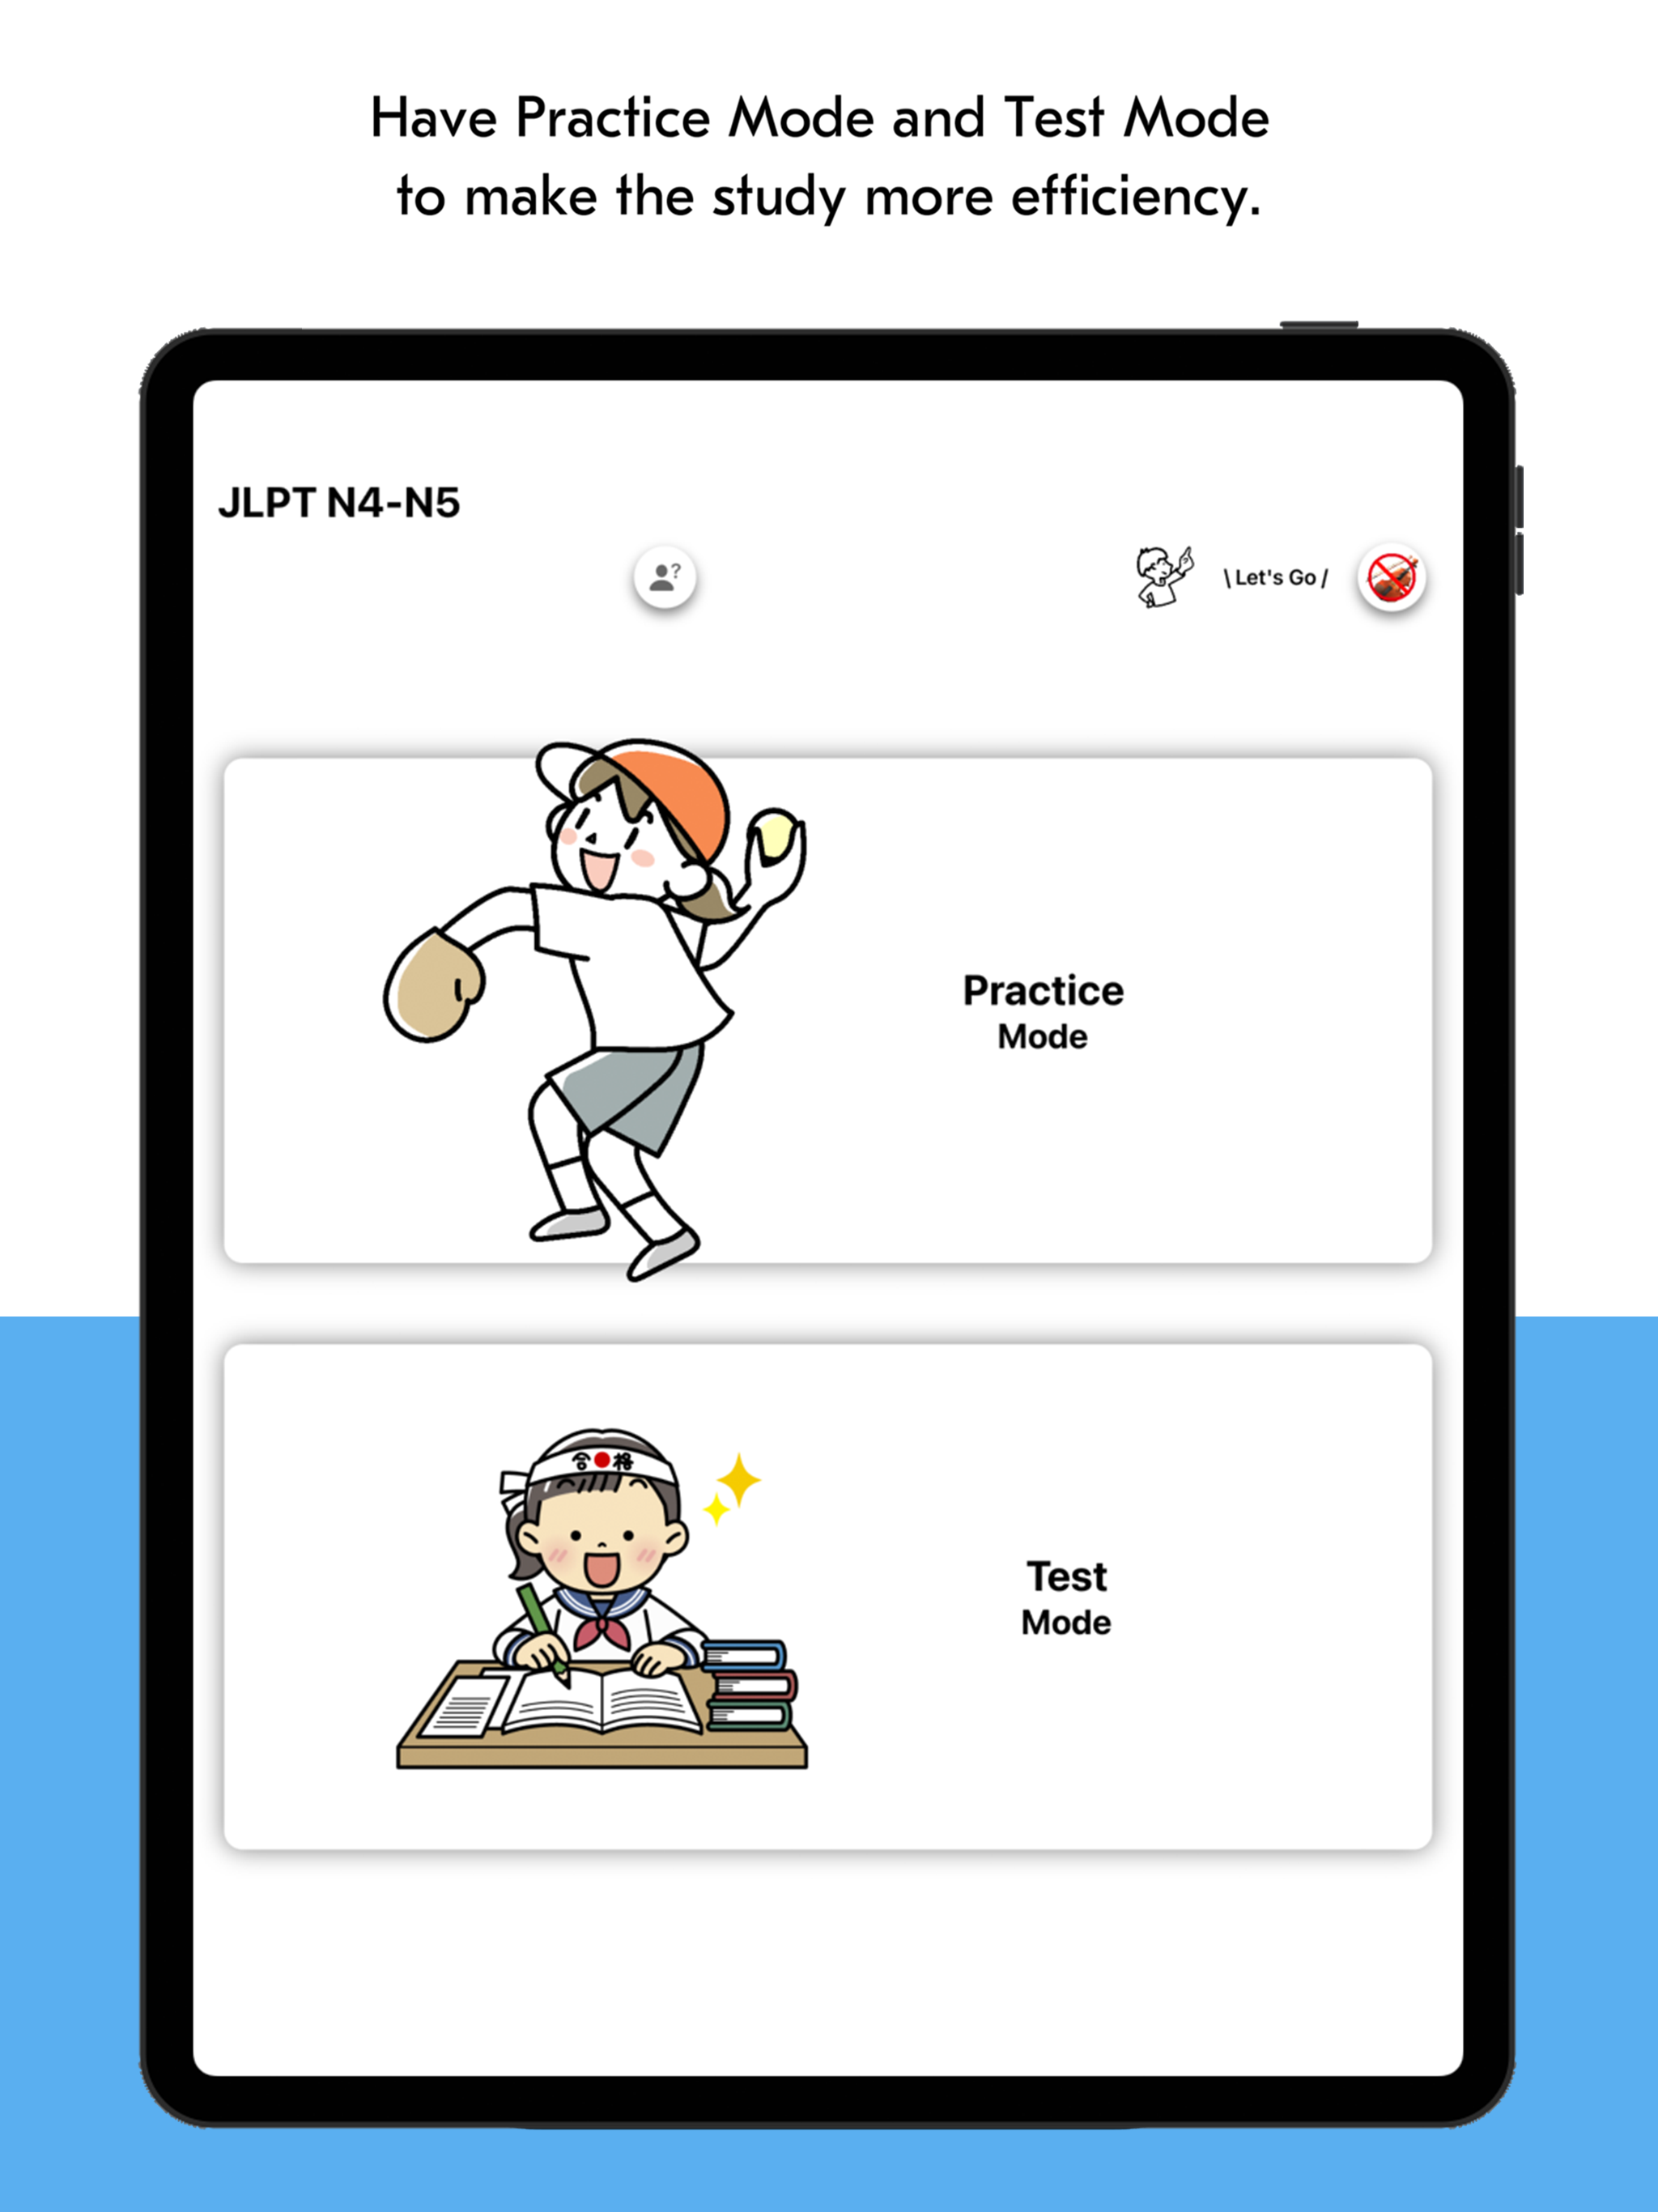 Have Practice Mode and Test Mode
to make the study more efficiency.
JLPT N4-N5
?
\ Let's Go /
Practice
Mode
合格
Test
Mode